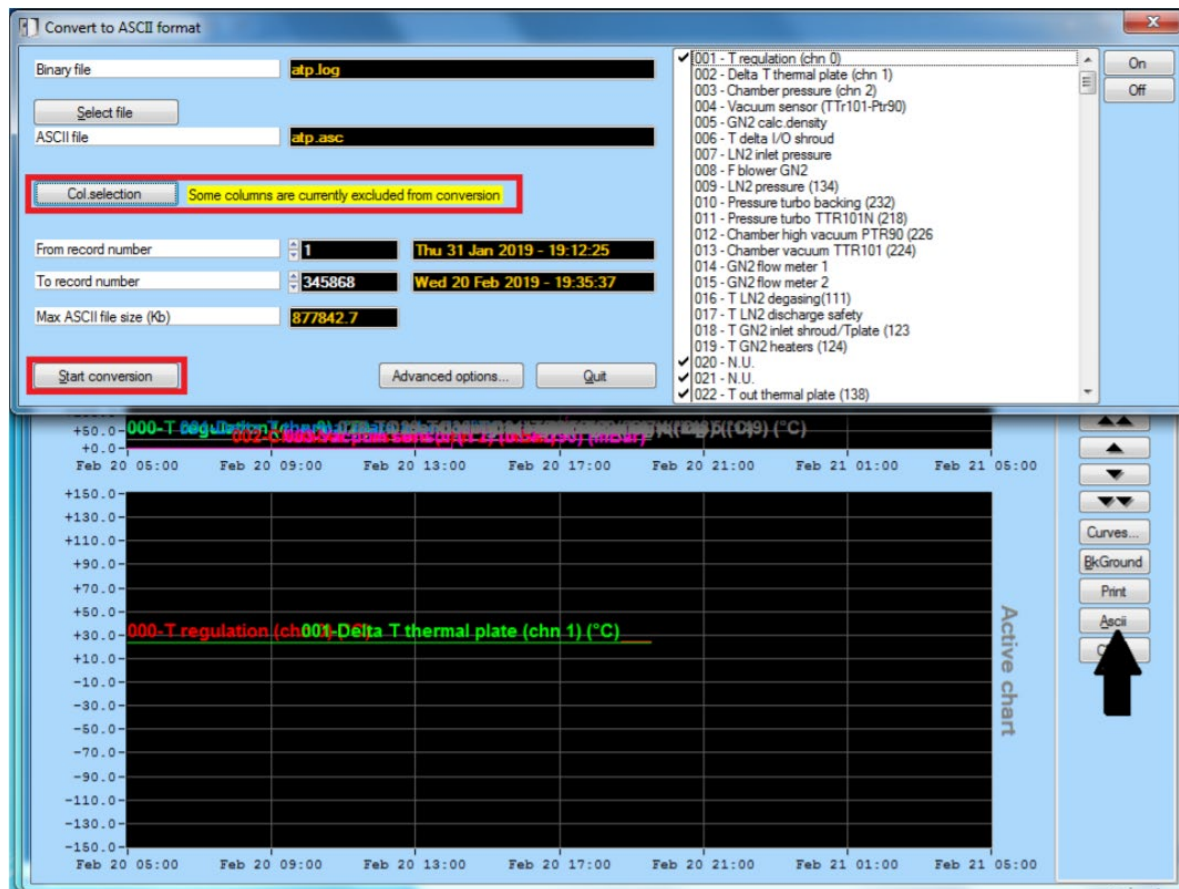 Convert to ASCII format
Binary file
atp.log
Select file
ASCII file
atp.asc
Col.selection
Some columns are currently excluded from conversion
From record number
1
Thu 31 Jan 2019 - 19:12:25
To record number
345868
Wed 20 Feb 2019 - 19:35:37
Max ASCII file size (Kb)
877842.7
Start conversion
Advanced options...
Quit
001 - T regulation (chn 0)
002 - Delta T thermal plate (chn 1)
003 - Chamber pressure (chn 2)
004 - Vacuum sensor (TTr101-Ptr90)
005 - GN2 calc.density
006 - T delta I/O shroud
007 - LN2 inlet pressure
008 - F blower GN2
009 - LN2 pressure (134)
010 - Pressure turbo backing (232)
011 - Pressure turbo TTR101N (218)
012 - Chamber high vacuum PTR90 (226
013 - Chamber vacuum TTR101 (224)
014 - GN2 flow meter 1
015 - GN2 flow meter 2
016 - T LN2 degasing(111)
017 - T LN2 discharge safety
018 - T GN2 inlet shroud/Tplate (123
019 - T GN2 heaters (124)
020 - N.U.
021 - N.U.
022 - T out thermal plate (138)
On
Off
+50.0
000-T
(°C)
+0.0
(mBar)
Feb 20 05:00 Feb 20 09:00 Feb 20 13:00 Feb 20 17:00 Feb 20 21:00 Feb 21 01:00 Feb 21 05:00
+150.0
+130.0
+110.0
+90.0
+70.0
+50.0
+30.0
000-T regulation
001-Delta T thermal plate (chn 1) (°C)
+10.0
-10.0
-30.0
-50.0
-70.0
-90.0
-110.0
-130.0
-150.0
Feb 20 05:00 Feb 20 09:00 Feb 20 13:00 Feb 20 17:00 Feb 20 21:00 Feb 21 01:00 Feb 21 05:00
Active chart
Curves...
BkGround
Print
Ascii